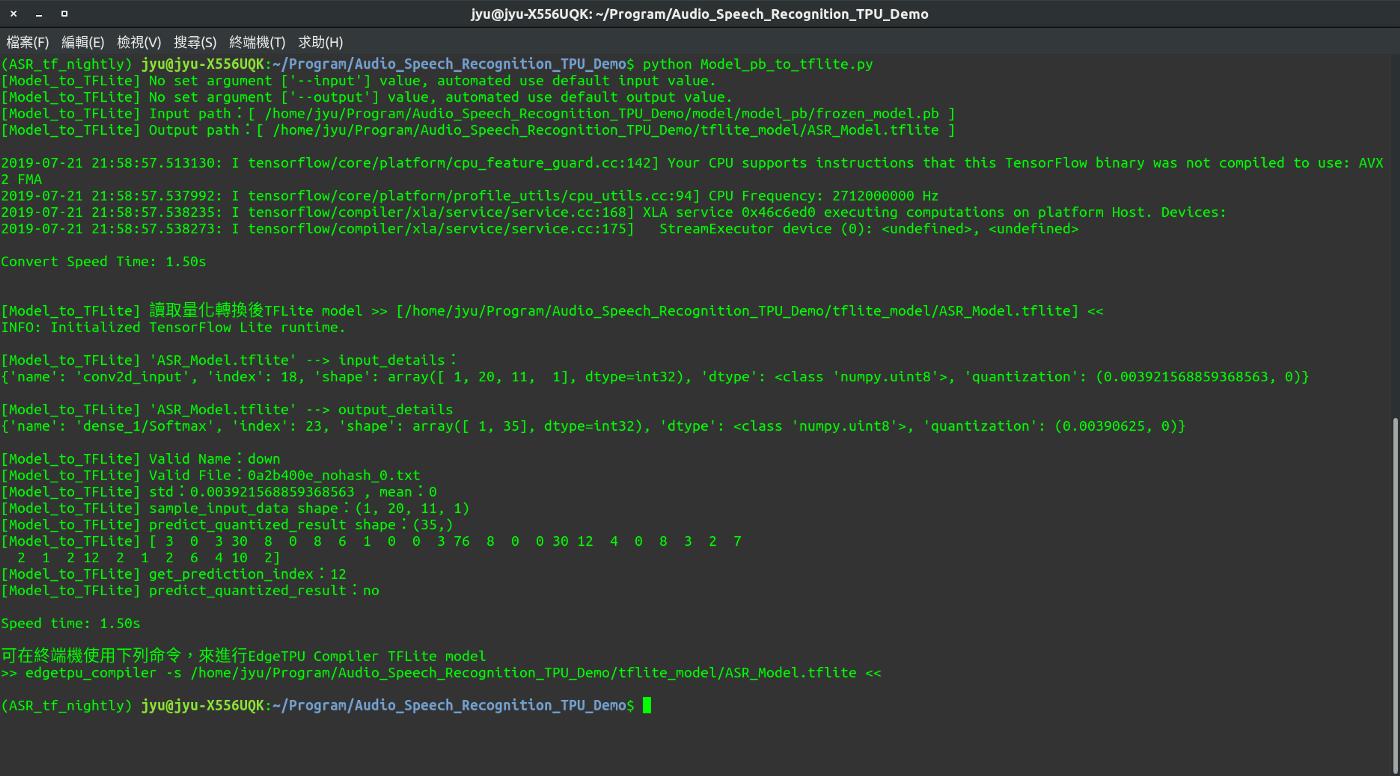 jyu@jyu-X556UQK: ~/Program/Audio_Speech_Recognition_TPU_Demo
檔案(F) 編輯(E) 檢視(V) 搜尋(S) 終端機(T) 求助(H)
(ASR_tf_nightly) jyu@jyu-X556UQK:~/Program/Audio_Speech_Recognition_TPU_Demo$ python Model_pb_to_tflite.py
[Model_to_TFLite] No set argument ['--input'] value, automated use default input value.
[Model_to_TFLite] No set argument ['--output'] value, automated use default output value.
[Model_to_TFLite] Input path：[ /home/jyu/Program/Audio_Speech_Recognition_TPU_Demo/model/model_pb/frozen_model.pb ]
[Model_to_TFLite] Output path：[ /home/jyu/Program/Audio_Speech_Recognition_TPU_Demo/tflite_model/ASR_Model.tflite ]
2019-07-21 21:58:57.513130: I tensorflow/core/platform/cpu_feature_guard.cc:142] Your CPU supports instructions that this TensorFlow binary was not compiled to use: AVX
2 FMA
2019-07-21 21:58:57.537992: I tensorflow/core/platform/profile_utils/cpu_utils.cc:94] CPU Frequency: 2712000000 Hz
2019-07-21 21:58:57.538235: I tensorflow/compiler/xla/service/service.cc:168] XLA service 0x46c6ed0 executing computations on platform Host. Devices:
2019-07-21 21:58:57.538273: I tensorflow/compiler/xla/service/service.cc:175]   StreamExecutor device (0): <undefined>, <undefined>
Convert Speed Time: 1.50s
[Model_to_TFLite] 讀取量化轉換後TFLite model >> [/home/jyu/Program/Audio_Speech_Recognition_TPU_Demo/tflite_model/ASR_Model.tflite] <<
INFO: Initialized TensorFlow Lite runtime.
[Model_to_TFLite] 'ASR_Model.tflite' --> input_details：
{'name': 'conv2d_input', 'index': 18, 'shape': array([ 1, 20, 11,  1], dtype=int32), 'dtype': <class 'numpy.uint8'>, 'quantization': (0.003921568859368563, 0)}
[Model_to_TFLite] 'ASR_Model.tflite' --> output_details
{'name': 'dense_1/Softmax', 'index': 23, 'shape': array([ 1, 35], dtype=int32), 'dtype': <class 'numpy.uint8'>, 'quantization': (0.00390625, 0)}
[Model_to_TFLite] Valid Name：down
[Model_to_TFLite] Valid File：0a2b400e_nohash_0.txt
[Model_to_TFLite] std：0.003921568859368563 , mean：0
[Model_to_TFLite] sample_input_data shape：(1, 20, 11, 1)
[Model_to_TFLite] predict_quantized_result shape：(35,)
[Model_to_TFLite] [ 3  0  3 30  8  0  8  6  1  0  0  3 76  8  0  0 30 12  4  0  8  3  2  7
  2  1  2 12  2  1  2  6  4 10  2]
[Model_to_TFLite] get_prediction_index：12
[Model_to_TFLite] predict_quantized_result：no
Speed time: 1.50s
可在終端機使用下列命令，來進行EdgeTPU Compiler TFLite model
>> edgetpu_compiler -s /home/jyu/Program/Audio_Speech_Recognition_TPU_Demo/tflite_model/ASR_Model.tflite <<
(ASR_tf_nightly) jyu@jyu-X556UQK:~/Program/Audio_Speech_Recognition_TPU_Demo$